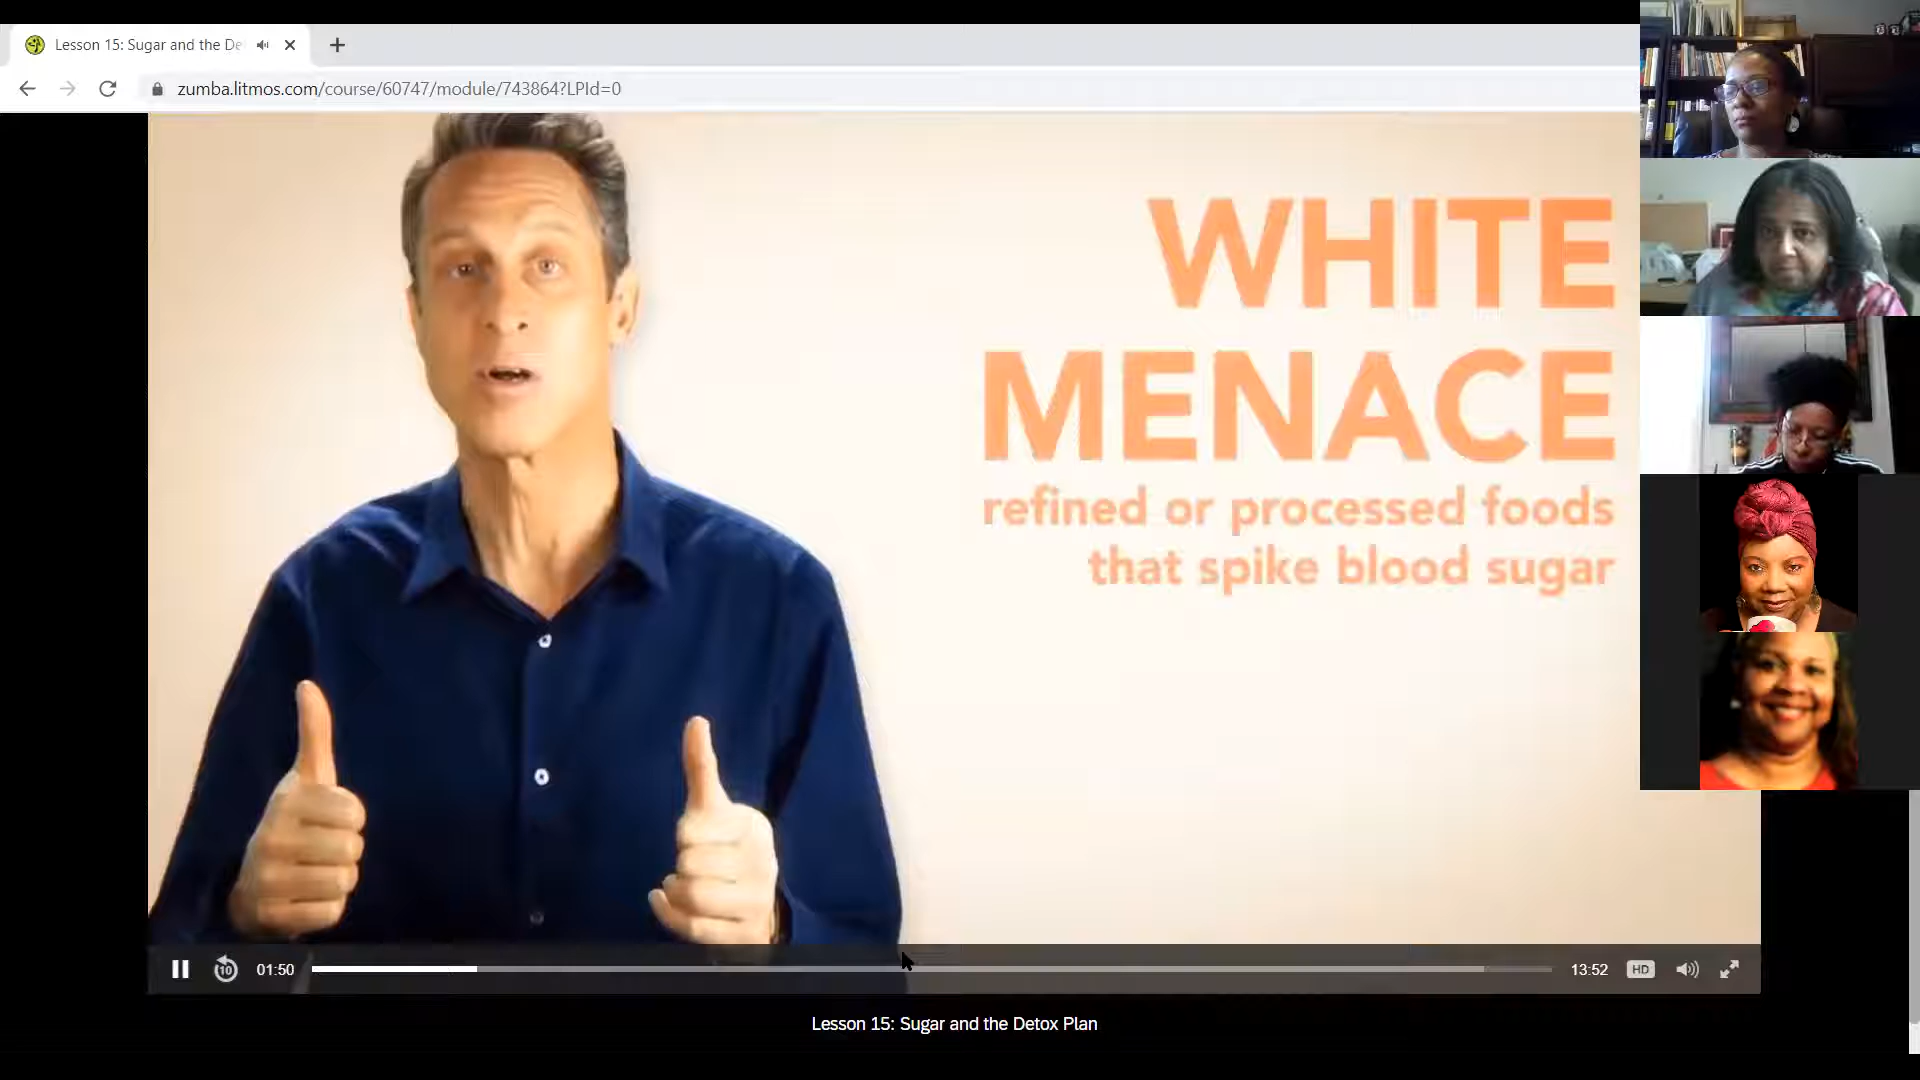 Lesson 15: Sugar and the De
zumba.litmos.com/course/60747/module/743864?LPId=0
WHITE
MENACE
refined or processed foods
that spike blood sugar
10
01:50
13:52
HD
Lesson 15: Sugar and the Detox Plan